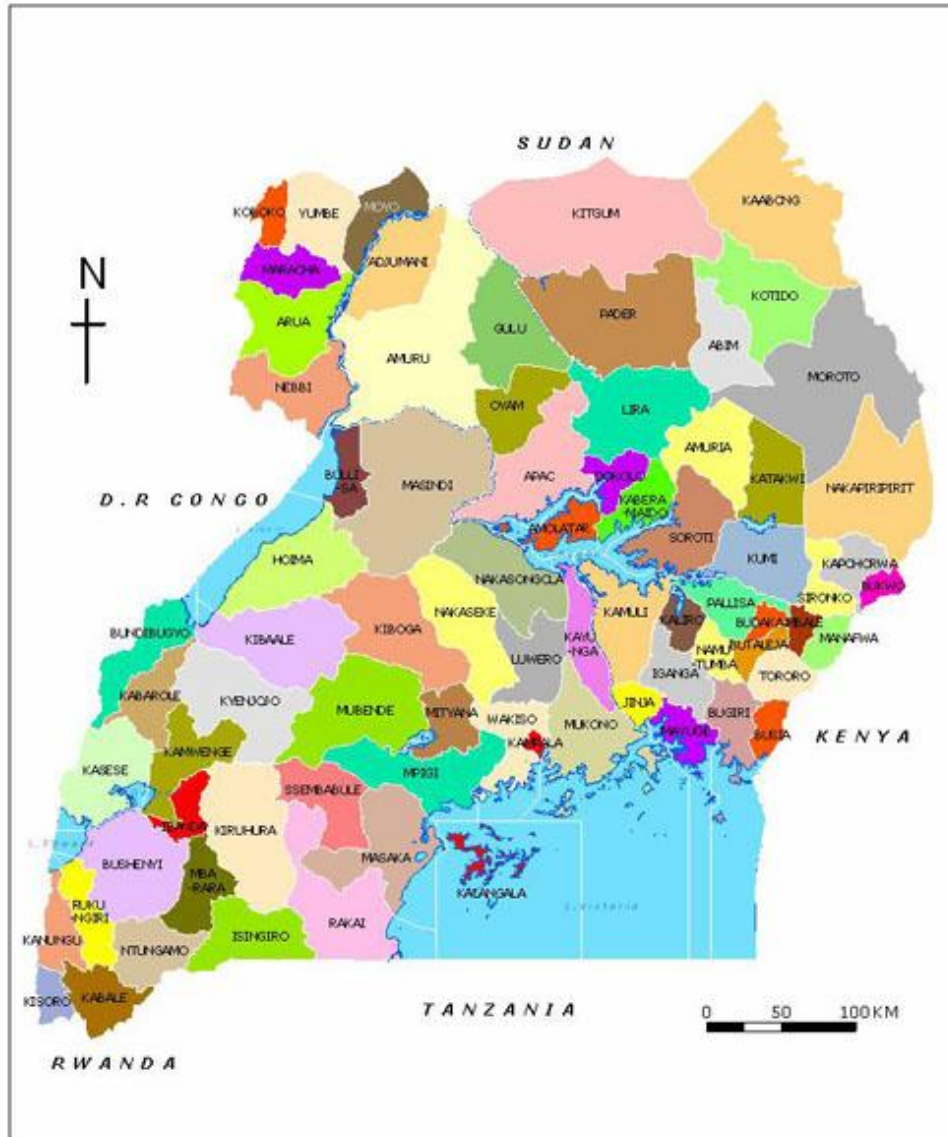 SUDAN
KAABONG
KITGUM
KOBOKO
YUMBE
MOYO
ADJUMANI
MARACHA
N
KOTIDO
PADER
ARUA
GULU
ABIM
AMURU
MOROTO
NEBBI
OYAM
LIRA
AMURIA
BULLI
-SA
MASINDI
APAC
DOKOLO
KATAKWI
NAKAPIRIPIRIT
D.R CONGO
KABERA
-MAIDO
AMOLATAR
SOROTI
HOIMA
KUMI
KAPCHORWA
NAKASONGOLA
BUKWO
SIRONKO
PALLISA
NAKASEKE
KAMULI
KALIRO
BUDAKA
MBALE
BUNDIBUGYO
KIBAALE
KIBOGA
KAYU
-NGA
BUTALEJA
MANAFWA
NAMU
-TUMBA
LUWERO
IGANGA
TORORO
KABAROLE
KYENJOJO
MUBENDE
MITYANA
JINJA
WAKISO
MUKONO
BUGIRI
MAYUGE
BUSIA
KENYA
KAMWENGE
KAMPALA
KASESE
MPIGI
SSEMBABULE
IBANDA
KIRUHURA
MASAKA
BUSHENYI
MBA
-RARA
KALANGALA
RUKU
-NGIRI
L.Victoria
RAKAI
ISINGIRO
KANUNGU
NTUNGAMO
KISORO
KABALE
TANZANIA
0 50 100 KM
RWANDA